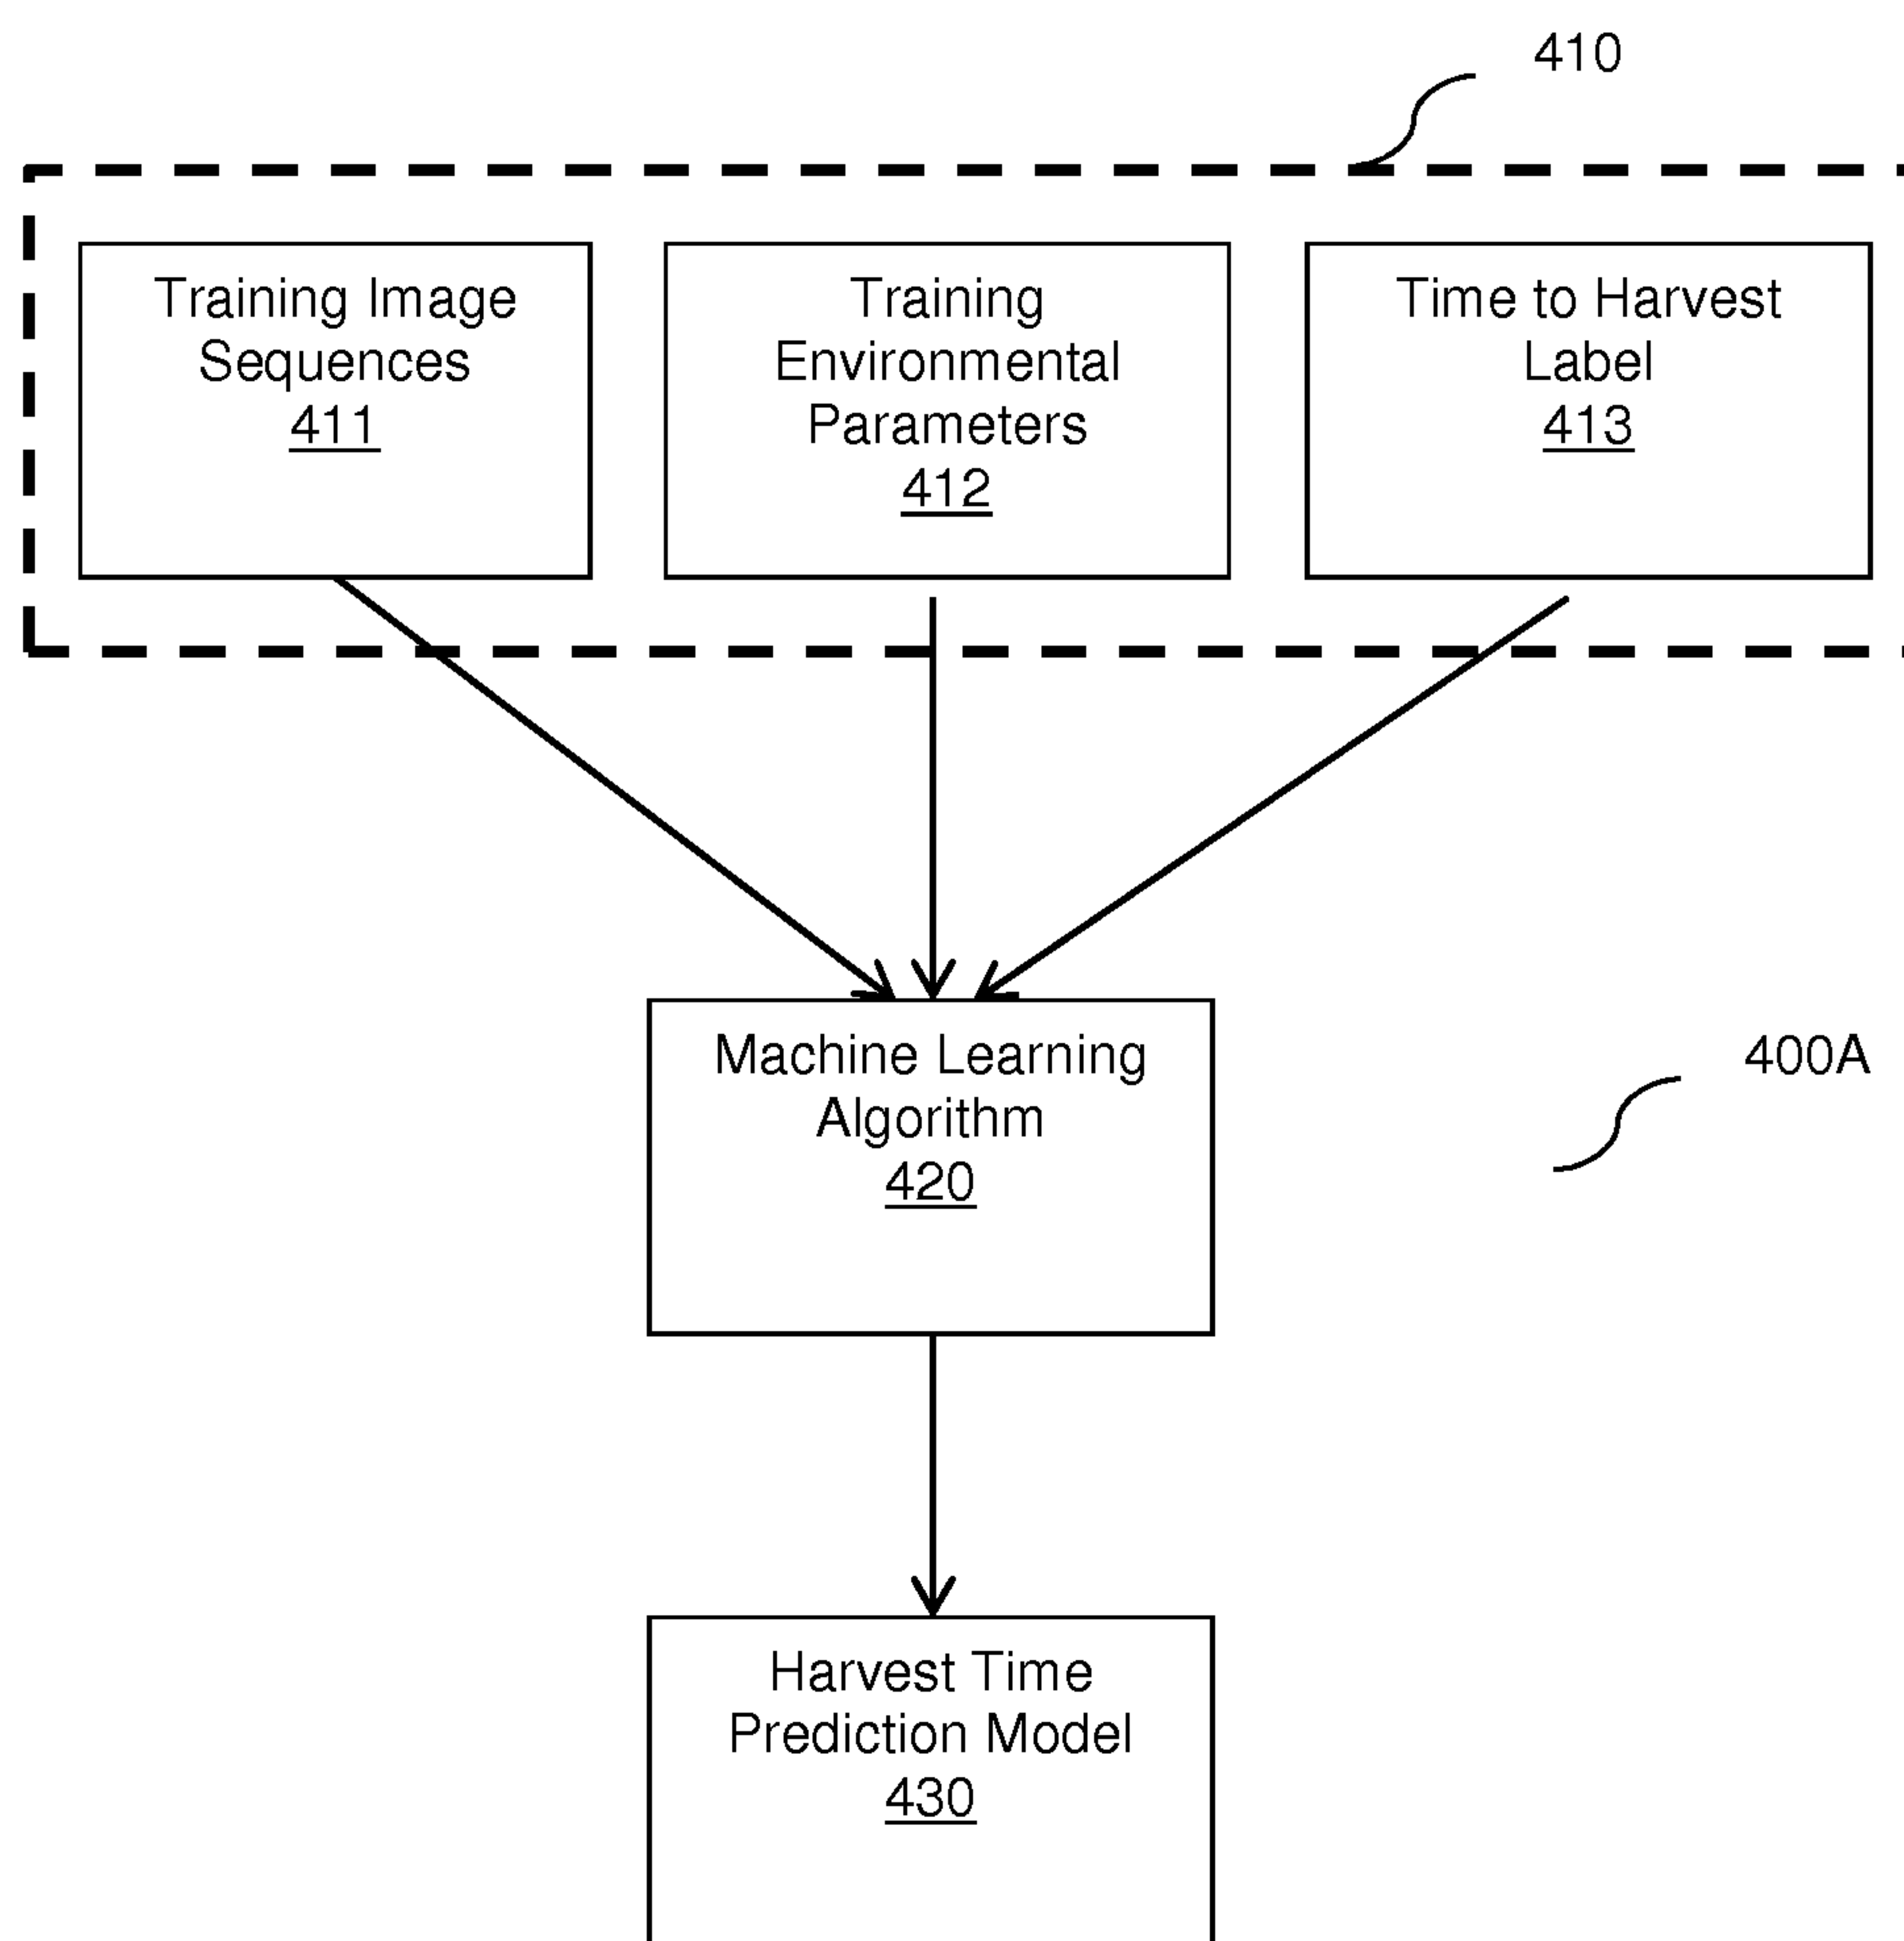 410
Training Image
Sequences
411
Training
Environmental
Parameters
412
Time to Harvest
Label
413
Machine Learning
Algorithm
420
400A
Harvest Time
Prediction Model
430